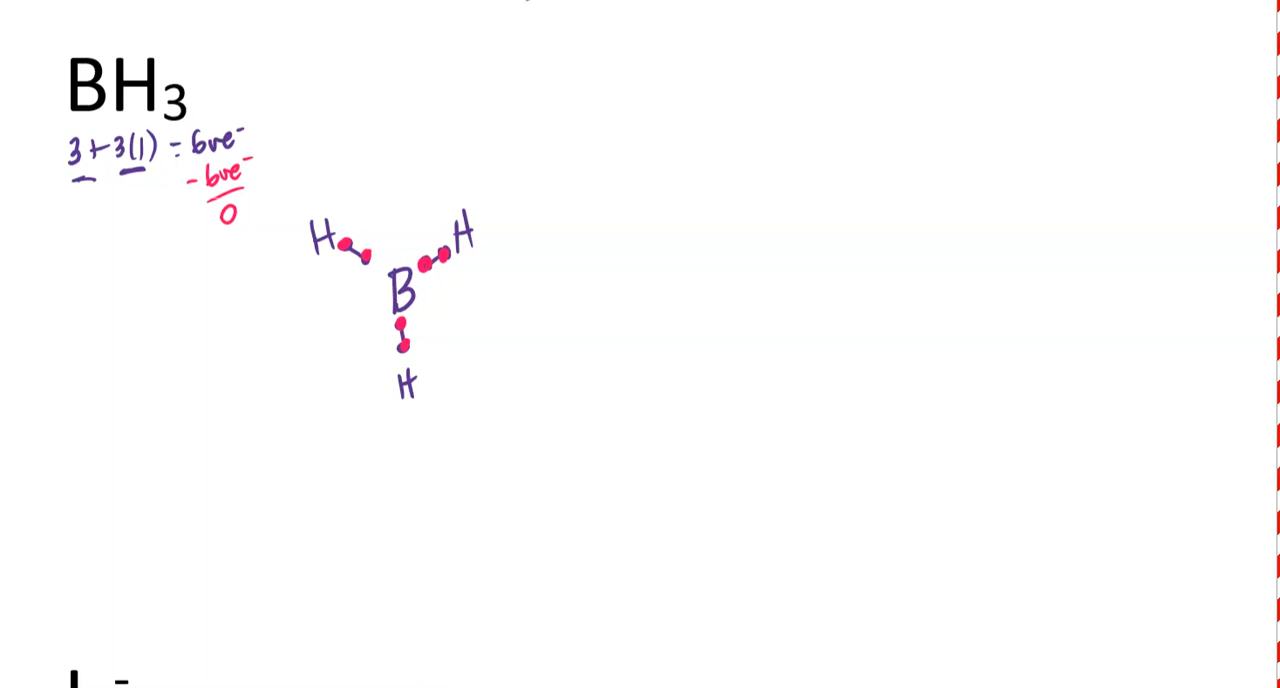 BH₃
3+3(1) = 6ve⁻
- 6ve⁻
0
H H
B
H